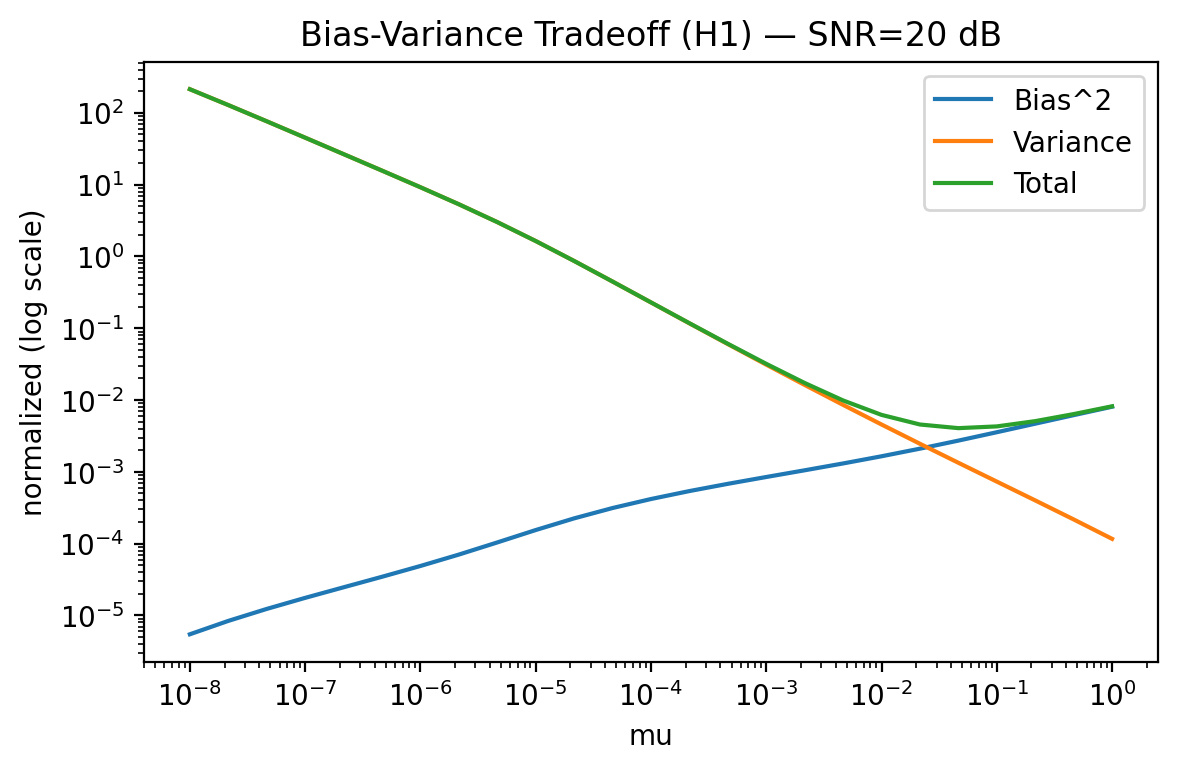 Bias-Variance Tradeoff (H1) — SNR=20 dB
Bias^2
Variance
Total
normalized (log scale)
10^2
10^1
10^0
10^−1
10^−2
10^−3
10^−4
10^−5
10^−8 10^−7 10^−6 10^−5 10^−4 10^−3 10^−2 10^−1 10^0
mu